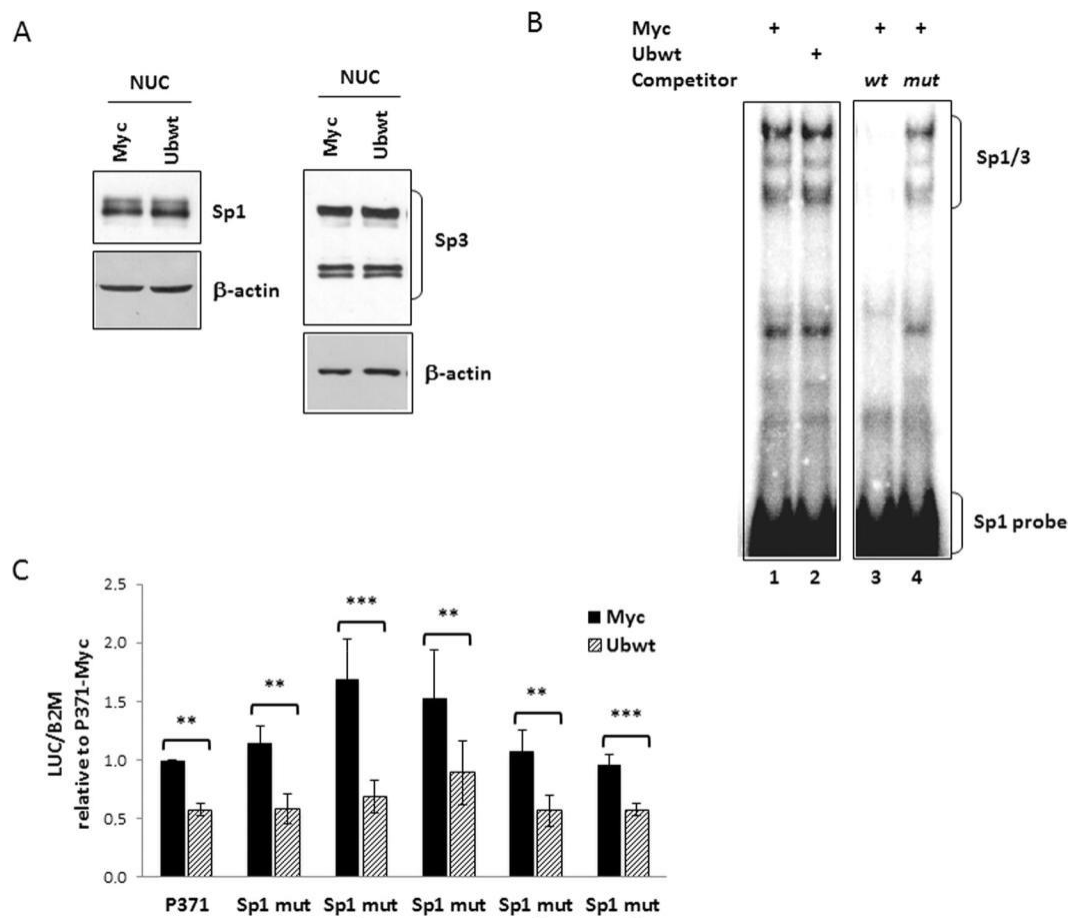 A
NUC
Myc
Ubwt
Sp1
β-actin
NUC
Myc
Ubwt
Sp3
β-actin
B
Myc + + +
Ubwt +
Competitor wt mut
Sp1/3
Sp1 probe
1 2 3 4
C
LUC/B2M
relative to P371-Myc
2.5
2.0
1.5
1.0
0.5
0.0
** ** *** ** ** ***
Myc
Ubwt
P371 Sp1 mut Sp1 mut Sp1 mut Sp1 mut Sp1 mut